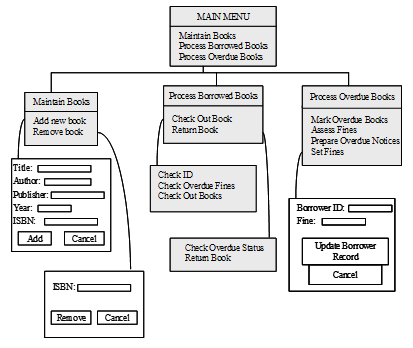 MAIN MENU
Maintain Books
Process Borrowed Books
Process Overdue Books
Maintain Books
Add new book
Remove book
Process Borrowed Books
Check Out Book
Return Book
Process Overdue Books
Mark Overdue Books
Assess Fines
Prepare Overdue Notices
Set Fines
Title:
Author:
Publisher:
Year:
ISBN:
Add
Cancel
Check ID
Check Overdue Fines
Check Out Books
Borrower ID:
Fine:
Update Borrower
Record
Cancel
Check Overdue Status
Return Book
ISBN:
Remove
Cancel